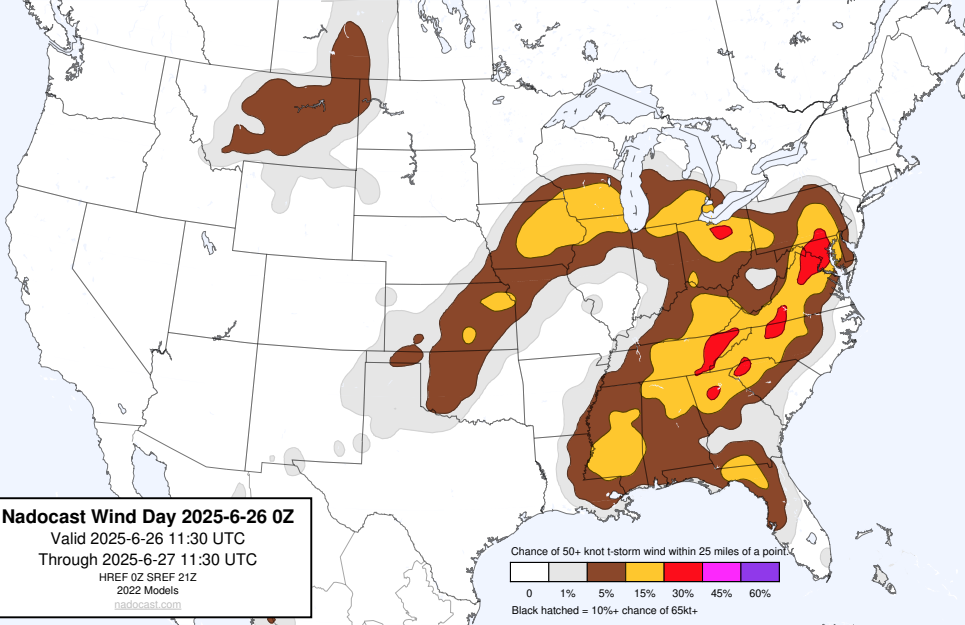 Nadocast Wind Day 2025-6-26 0Z
Valid 2025-6-26 11:30 UTC
Through 2025-6-27 11:30 UTC
HREF 0Z SREF 21Z
2022 Models
nadocast.com
Chance of 50+ knot t-storm wind within 25 miles of a point.
0 1% 5% 15% 30% 45% 60%
Black hatched = 10%+ chance of 65kt+